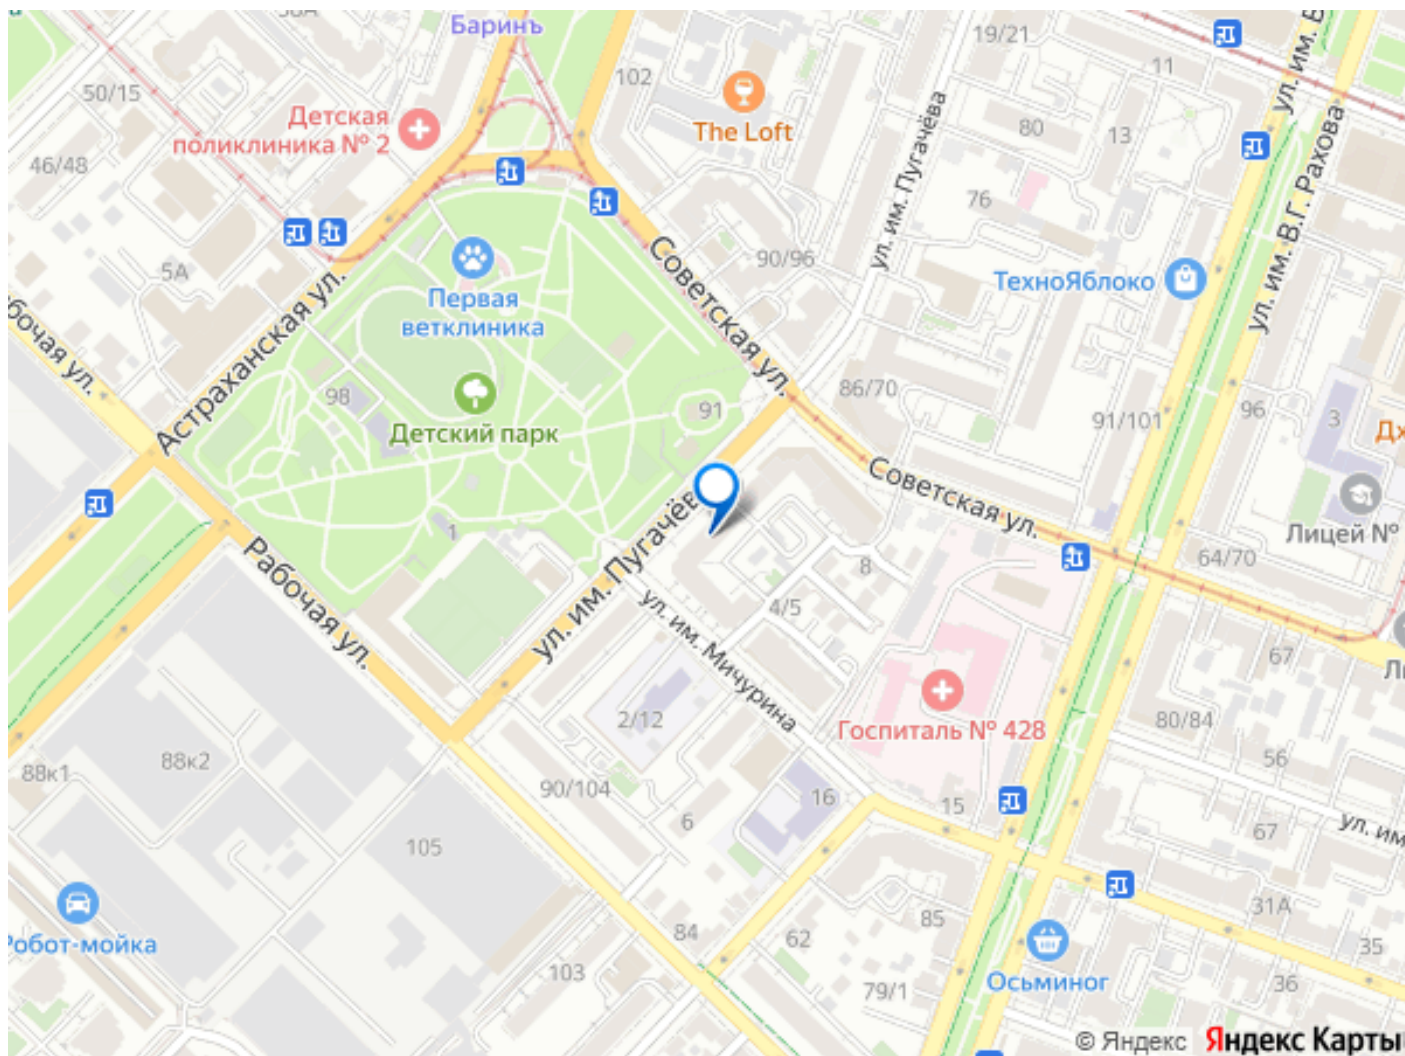 Баринъ
19/21
ул. им. В
102
50/15
11
Детская
поликлиника № 2
The Loft
80
13
ул. им. Пугачёва
ул. им. В.Г. Рахова
46/48
76
5А
90/96
Советская ул.
ТехноЯблоко
Первая
ветклиника
Астраханская ул.
бочая ул.
98
86/70
91
91/101
96
3
Дж
Детский парк
Советская ул.
Лицей №
1
8
64/70
Рабочая ул.
ул. им. Пугачёв
4/5
ул. им. Мичурина
67
2/12
Госпиталь № 428
80/84
56
88к1
88к2
90/104
16
15
6
67
ул. им
105
31А
85
84
62
Робот-мойка
35
103
Осьминог
79/1
36
© Яндекс Яндекс Карты